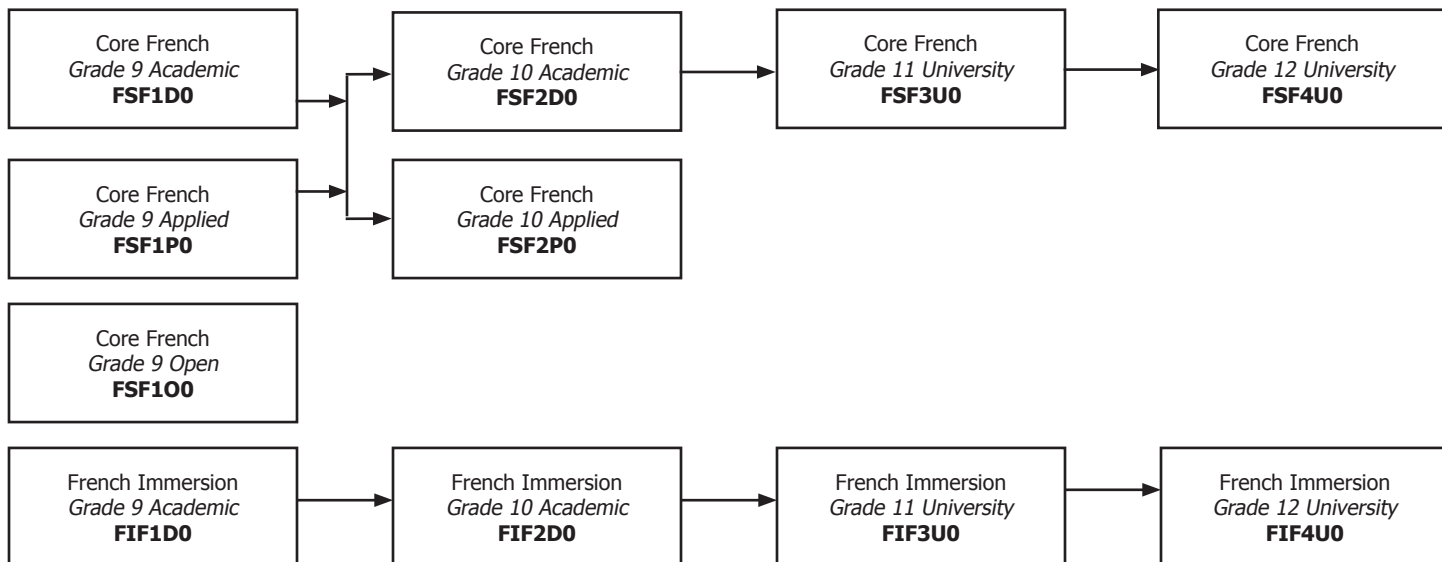 Core French
Grade 9 Academic
FSF1D0
Core French
Grade 10 Academic
FSF2D0
Core French
Grade 11 University
FSF3U0
Core French
Grade 12 University
FSF4U0
Core French
Grade 9 Applied
FSF1P0
Core French
Grade 10 Applied
FSF2P0
Core French
Grade 9 Open
FSF1O0
French Immersion
Grade 9 Academic
FIF1D0
French Immersion
Grade 10 Academic
FIF2D0
French Immersion
Grade 11 University
FIF3U0
French Immersion
Grade 12 University
FIF4U0